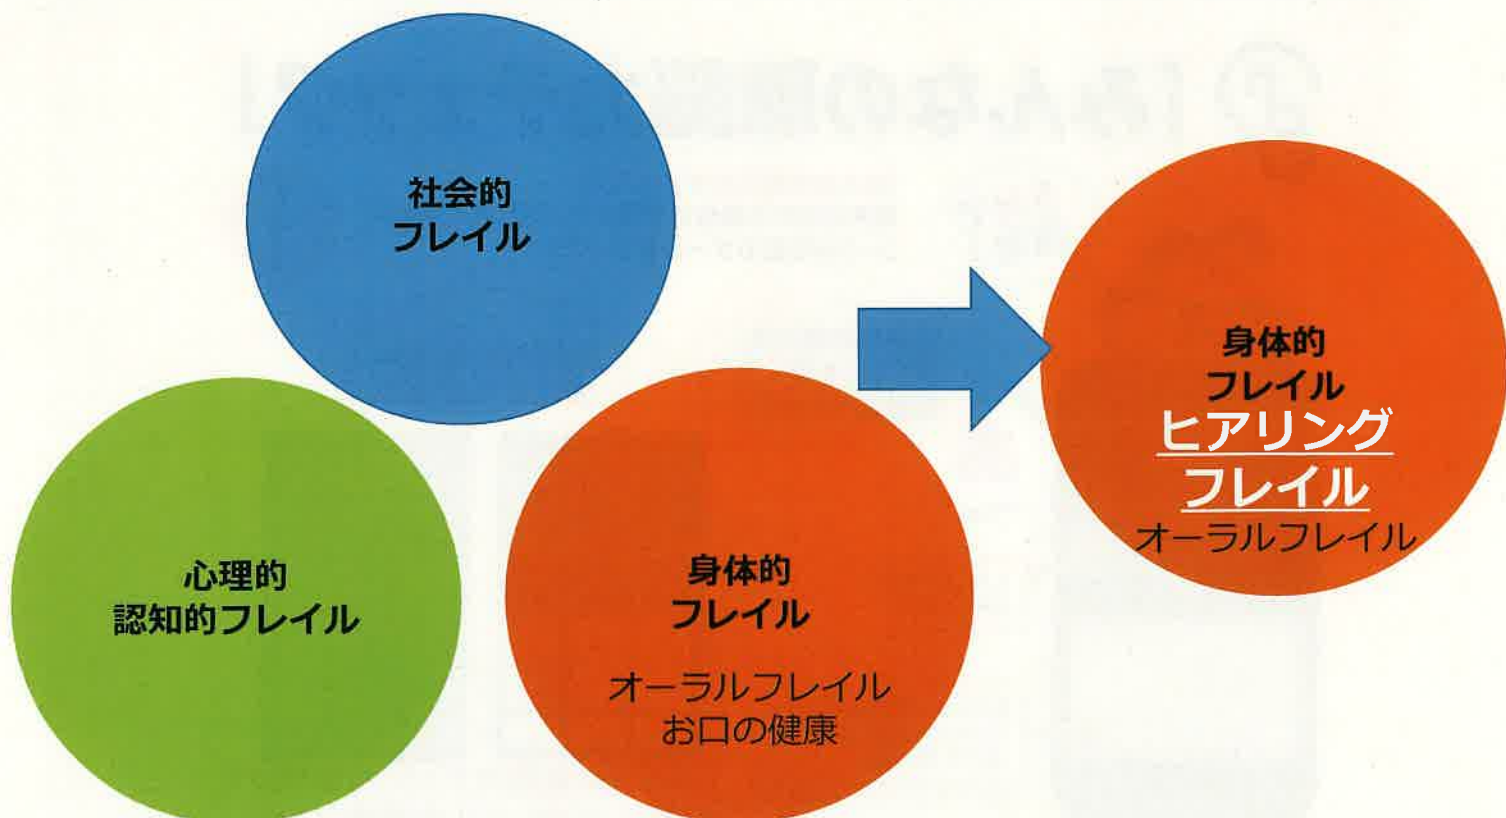 社会的
フレイル
心理的
認知的フレイル
身体的
フレイル
オーラルフレイル
お口の健康
身体的
フレイル
ヒアリング
フレイル
オーラルフレイル